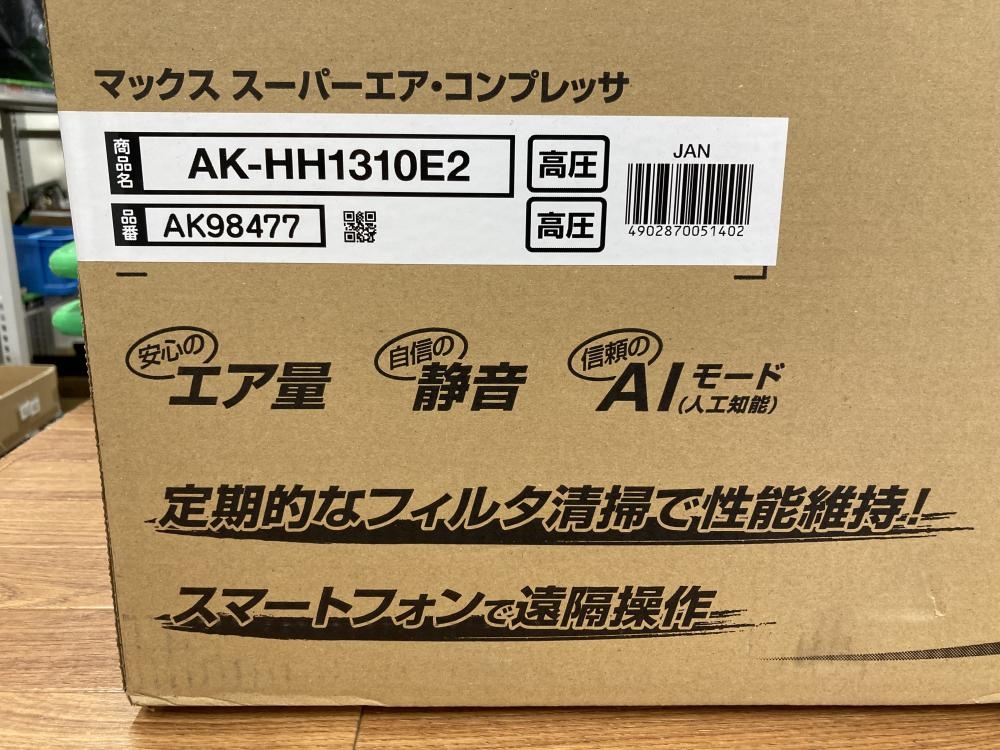 マックス スーパーエア・コンプレッサ
商品名 AK-HH1310E2 高圧
品番 AK98477 高圧
JAN
4902870051402
安心の エア量
自信の 静音
信頼の AIモード(人工知能)
定期的なフィルタ清掃で性能維持!
スマートフォンで遠隔操作